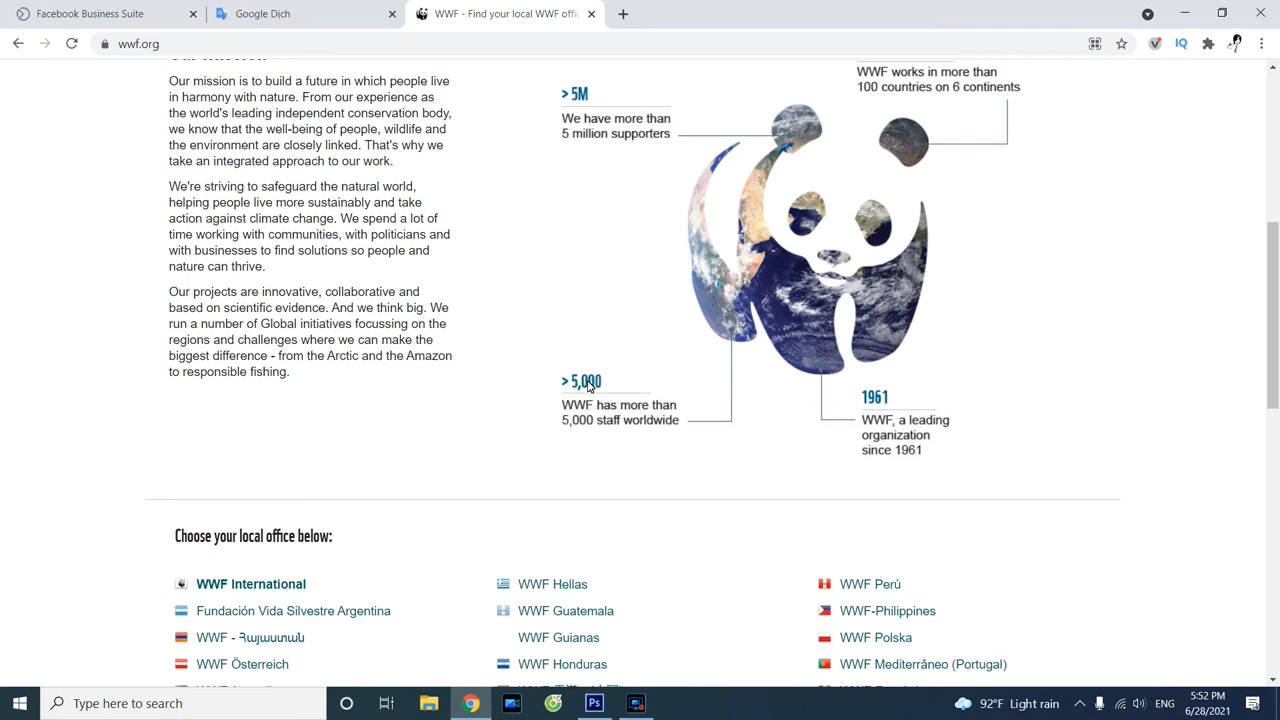 Facebook Business Suite
Google Dịch
WWF - Find your local WWF offi
wwf.org
Our mission is to build a future in which people live
in harmony with nature. From our experience as
the world's leading independent conservation body,
we know that the well-being of people, wildlife and
the environment are closely linked. That's why we
take an integrated approach to our work.
We're striving to safeguard the natural world,
helping people live more sustainably and take
action against climate change. We spend a lot of
time working with communities, with politicians and
with businesses to find solutions so people and
nature can thrive.
Our projects are innovative, collaborative and
based on scientific evidence. And we think big. We
run a number of Global initiatives focussing on the
regions and challenges where we can make the
biggest difference - from the Arctic and the Amazon
to responsible fishing.
WWF works in more than
100 countries on 6 continents
> 5M
We have more than
5 million supporters
> 5,000
WWF has more than
5,000 staff worldwide
1961
WWF, a leading
organization
since 1961
Choose your local office below:
WWF International
Fundación Vida Silvestre Argentina
WWF - Հայաստան
WWF Österreich
WWF Hellas
WWF Guatemala
WWF Guianas
WWF Honduras
WWF Perú
WWF-Philippines
WWF Polska
WWF Mediterrâneo (Portugal)
Type here to search
Ps
92°F Light rain
ENG
5:52 PM
6/28/2021